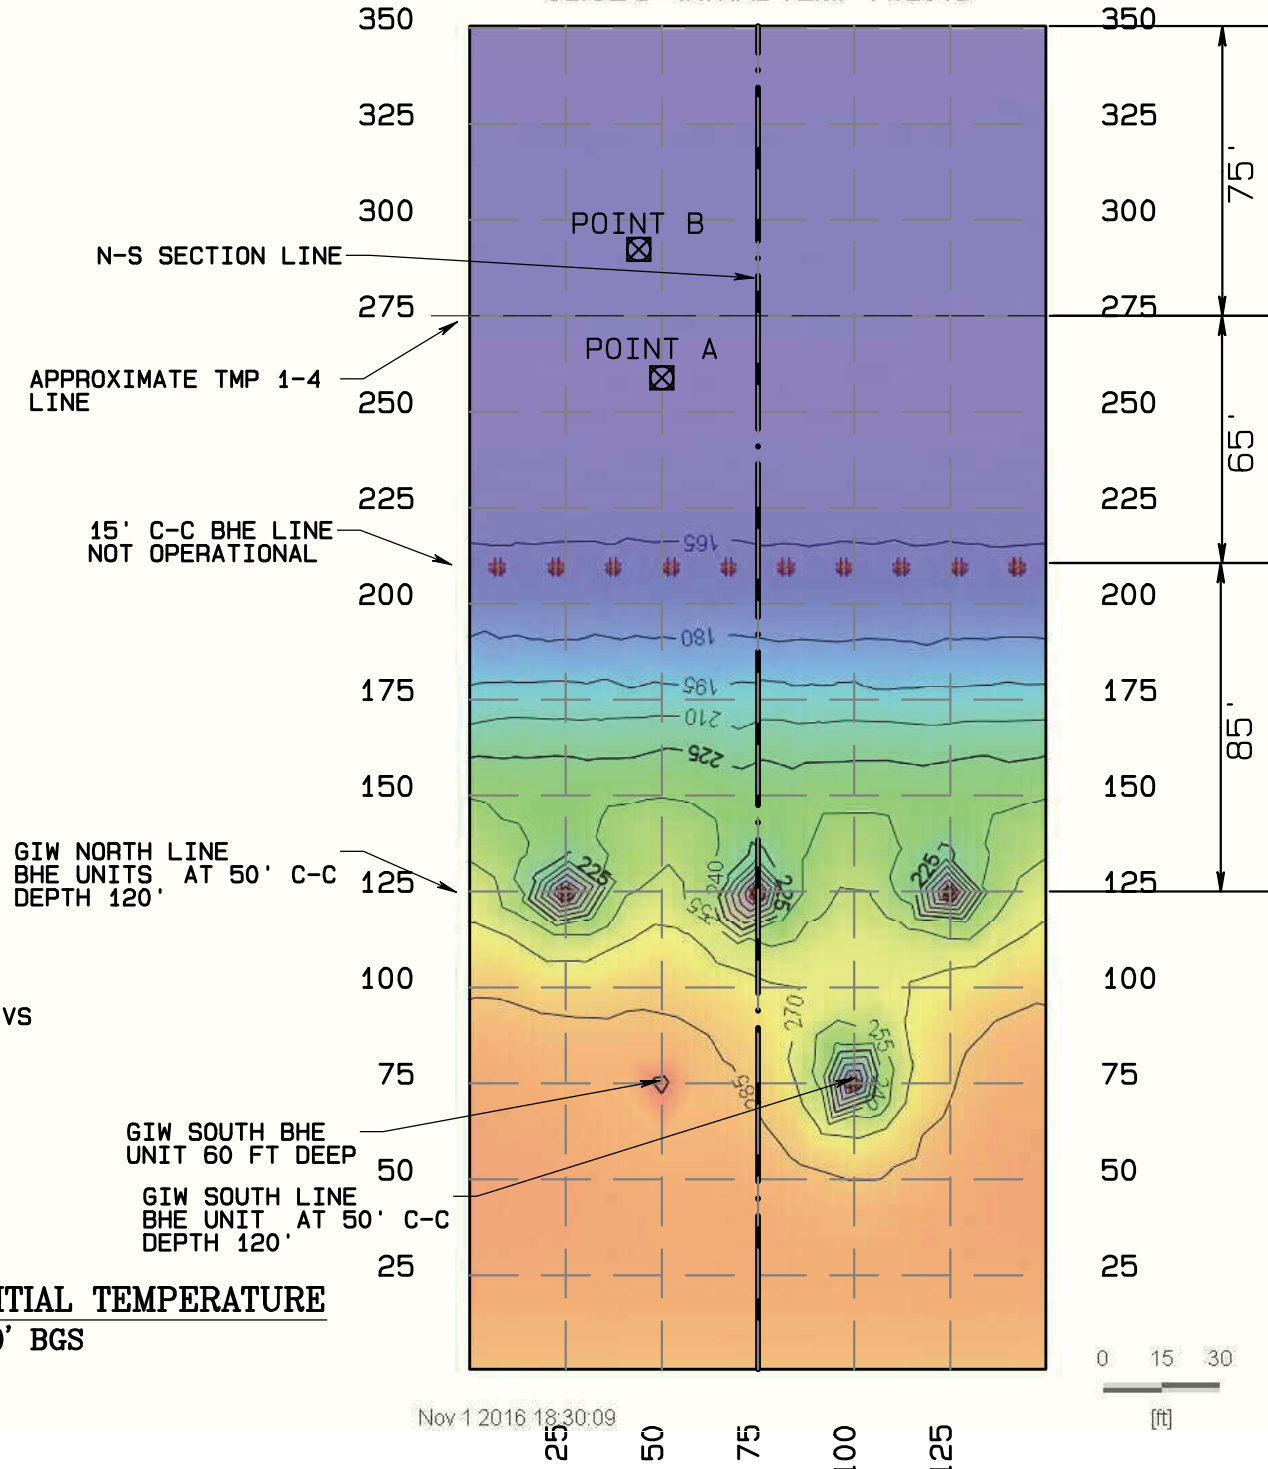 350
350
325
325
75'
300
300
POINT B
N-S SECTION LINE
275
275
POINT A
APPROXIMATE TMP 1-4
LINE
250
250
65'
225
225
15' C-C BHE LINE
NOT OPERATIONAL
165
200
200
180
175
175
195
210
85'
225
150
150
GIW NORTH LINE
BHE UNITS AT 50' C-C
DEPTH 120'
125
125
225
240
255
225
225
100
100
VS
270
255
75
75
285
240
GIW SOUTH BHE
UNIT 60 FT DEEP
50
50
GIW SOUTH LINE
BHE UNIT AT 50' C-C
DEPTH 120'
25
25
ITIAL TEMPERATURE
0' BGS
0 15 30
[ft]
Nov 1 2016 18:30:09
25 50 75 100 125